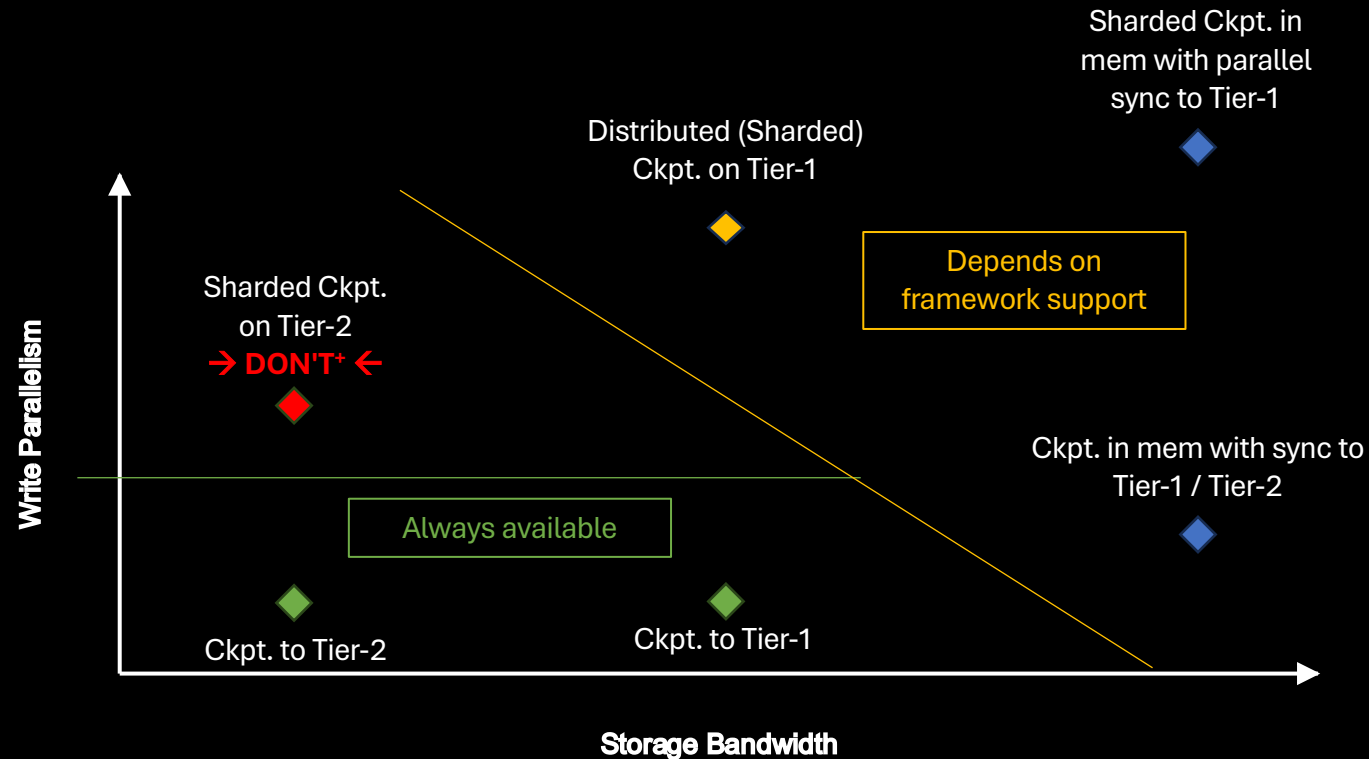 Sharded Ckpt. in
mem with parallel
sync to Tier-1
Distributed (Sharded)
Ckpt. on Tier-1
Depends on
framework support
Sharded Ckpt.
on Tier-2
→ DON'T⁺ ←
Write Parallelism
Ckpt. in mem with sync to
Tier-1 / Tier-2
Always available
Ckpt. to Tier-2
Ckpt. to Tier-1
Storage Bandwidth